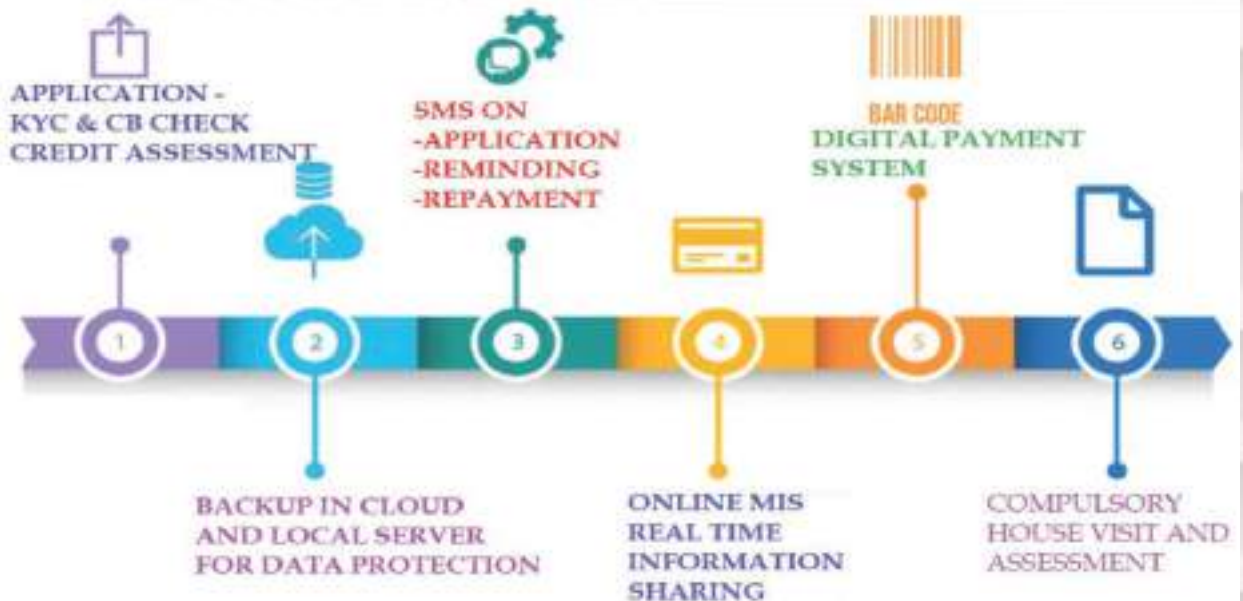 APPLICATION -
KYC & CB CHECK
CREDIT ASSESSMENT
1
BACKUP IN CLOUD
AND LOCAL SERVER
FOR DATA PROTECTION
2
SMS ON
-APPLICATION
-REMINDING
-REPAYMENT
3
ONLINE MIS
REAL TIME
INFORMATION
SHARING
4
BAR CODE
DIGITAL PAYMENT
SYSTEM
5
COMPULSORY
HOUSE VISIT AND
ASSESSMENT
6